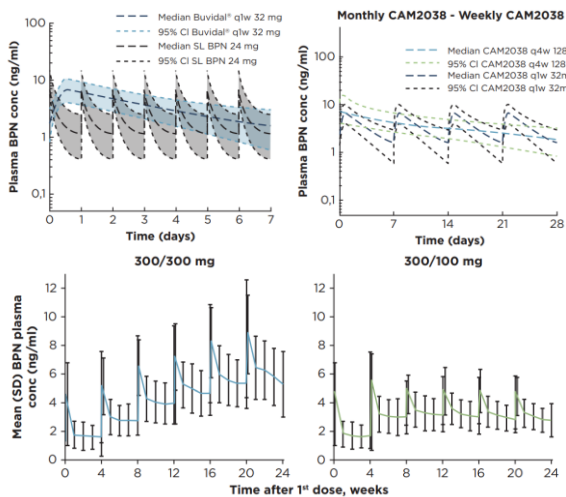 Median Buvidal® q1w 32 mg
95% CI Buvidal® q1w 32 mg
Median SL BPN 24 mg
95% CI SL BPN 24 mg
Plasma BPN conc (ng/ml)
100
10
1
0,1
0 1 2 3 4 5 6 7
Time (days)
Monthly CAM2038 - Weekly CAM2038
Median CAM2038 q4w 128
95% CI CAM2038 q4w 128
Median CAM2038 q1w 32m
95% CI CAM2038 q1w 32m
Plasma BPN conc (ng/ml)
100
10
1
0,1
0 7 14 21 28
Time (days)
300/300 mg
Mean (SD) BPN plasma
conc (ng/ml)
12
10
8
6
4
2
0
0 4 8 12 16 20 24
300/100 mg
12
10
8
6
4
2
0
0 4 8 12 16 20 24
Time after 1st dose, weeks